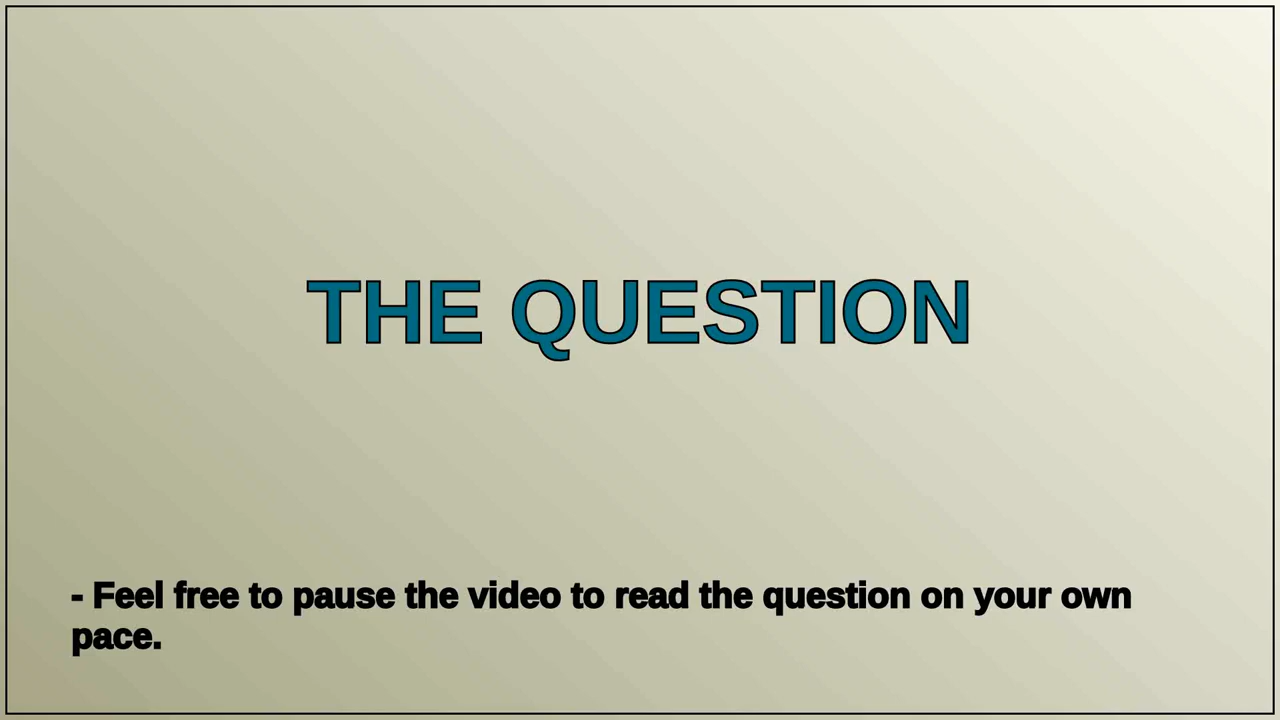 THE QUESTION
- Feel free to pause the video to read the question on your own
pace.